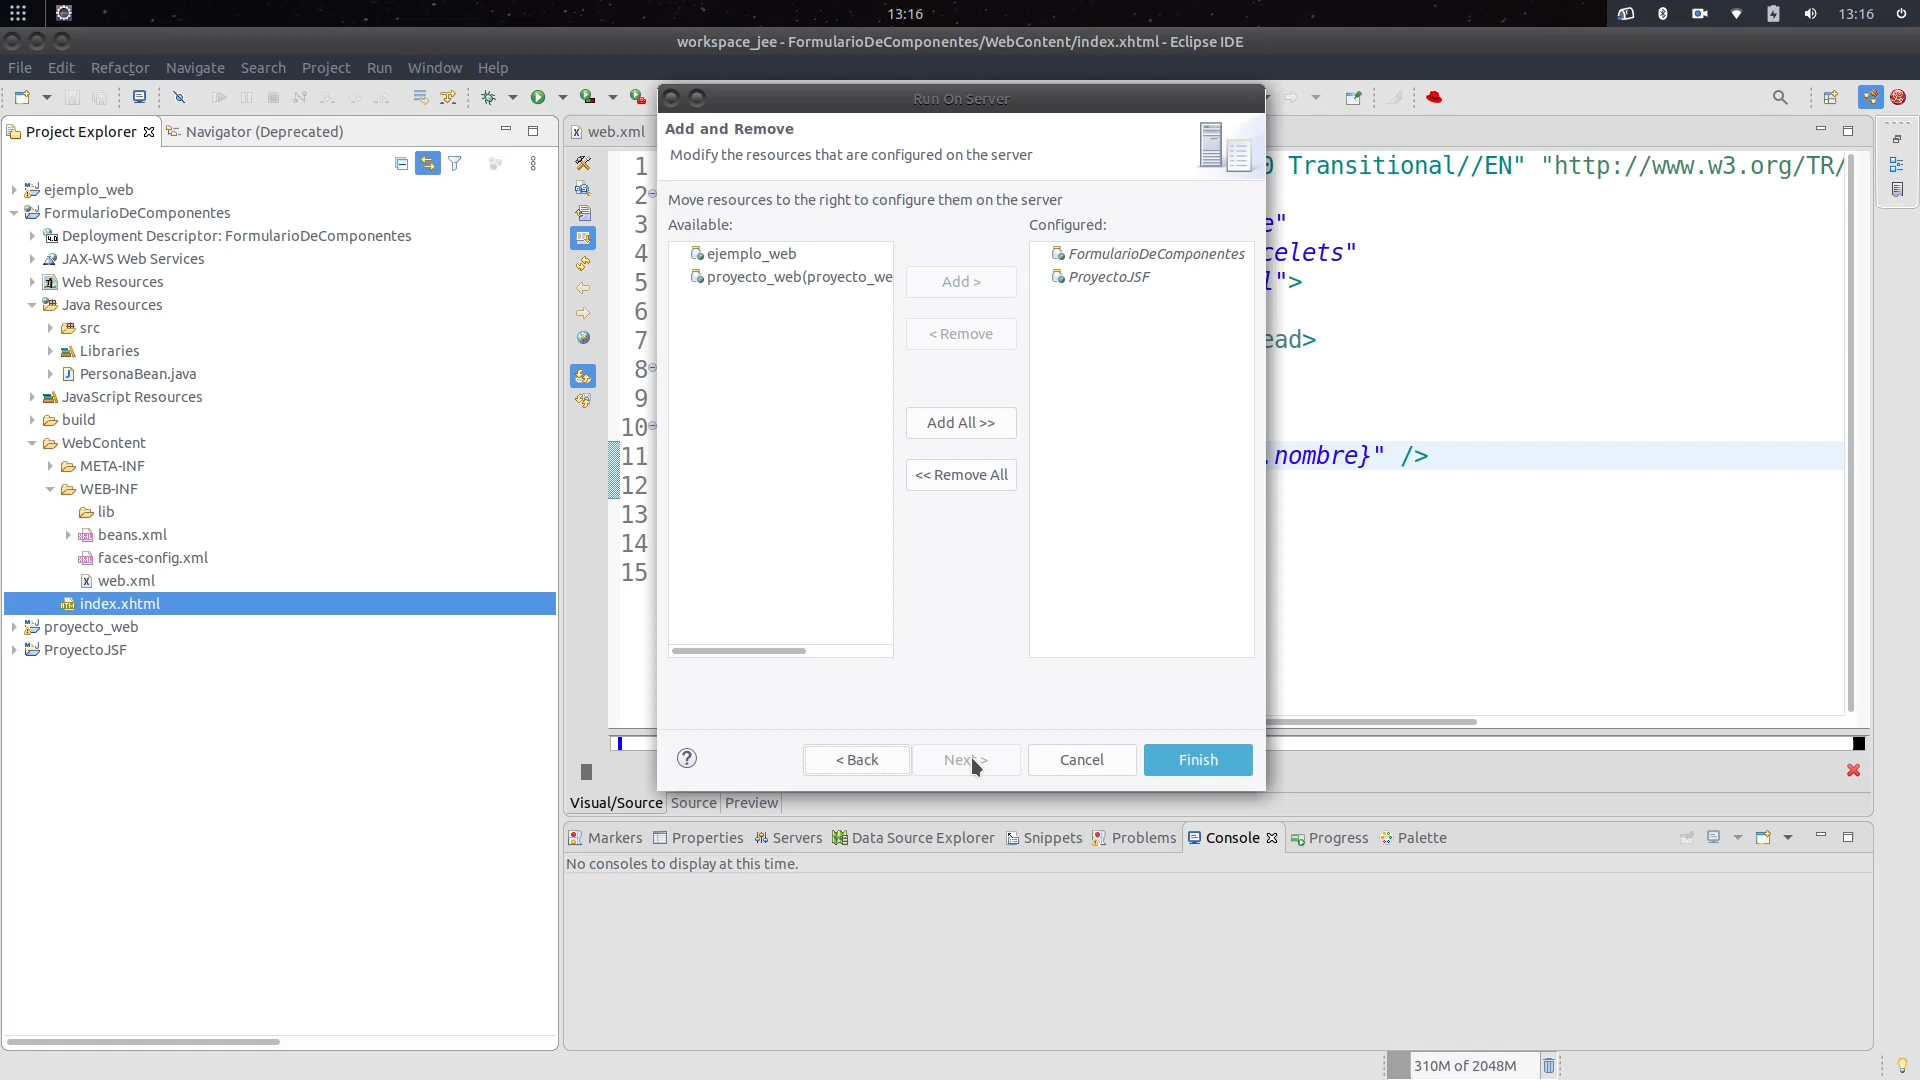 13:16
13:16
workspace_jee - FormularioDeComponentes/WebContent/index.xhtml - Eclipse IDE
File Edit Refactor Navigate Search Project Run Window Help
Project Explorer
Navigator (Deprecated)
ejemplo_web
FormularioDeComponentes
Deployment Descriptor: FormularioDeComponentes
JAX-WS Web Services
Web Resources
Java Resources
src
Libraries
PersonaBean.java
JavaScript Resources
build
WebContent
META-INF
WEB-INF
lib
beans.xml
faces-config.xml
web.xml
index.xhtml
proyecto_web
ProyectoJSF
web.xml
1
2
3
4
5
6
7
8
9
10
11
12
13
14
15
Transitional//EN" "http://www.w3.org/TR/
e"
celets"
l">
ead>
.nombre}" />
Run On Server
Add and Remove
Modify the resources that are configured on the server
Move resources to the right to configure them on the server
Available:
Configured:
ejemplo_web
proyecto_web(proyecto_we
FormularioDeComponentes
ProyectoJSF
Add >
< Remove
Add All >>
<< Remove All
< Back
Next >
Cancel
Finish
Visual/Source Source Preview
Markers Properties Servers Data Source Explorer Snippets Problems Console Progress Palette
No consoles to display at this time.
310M of 2048M